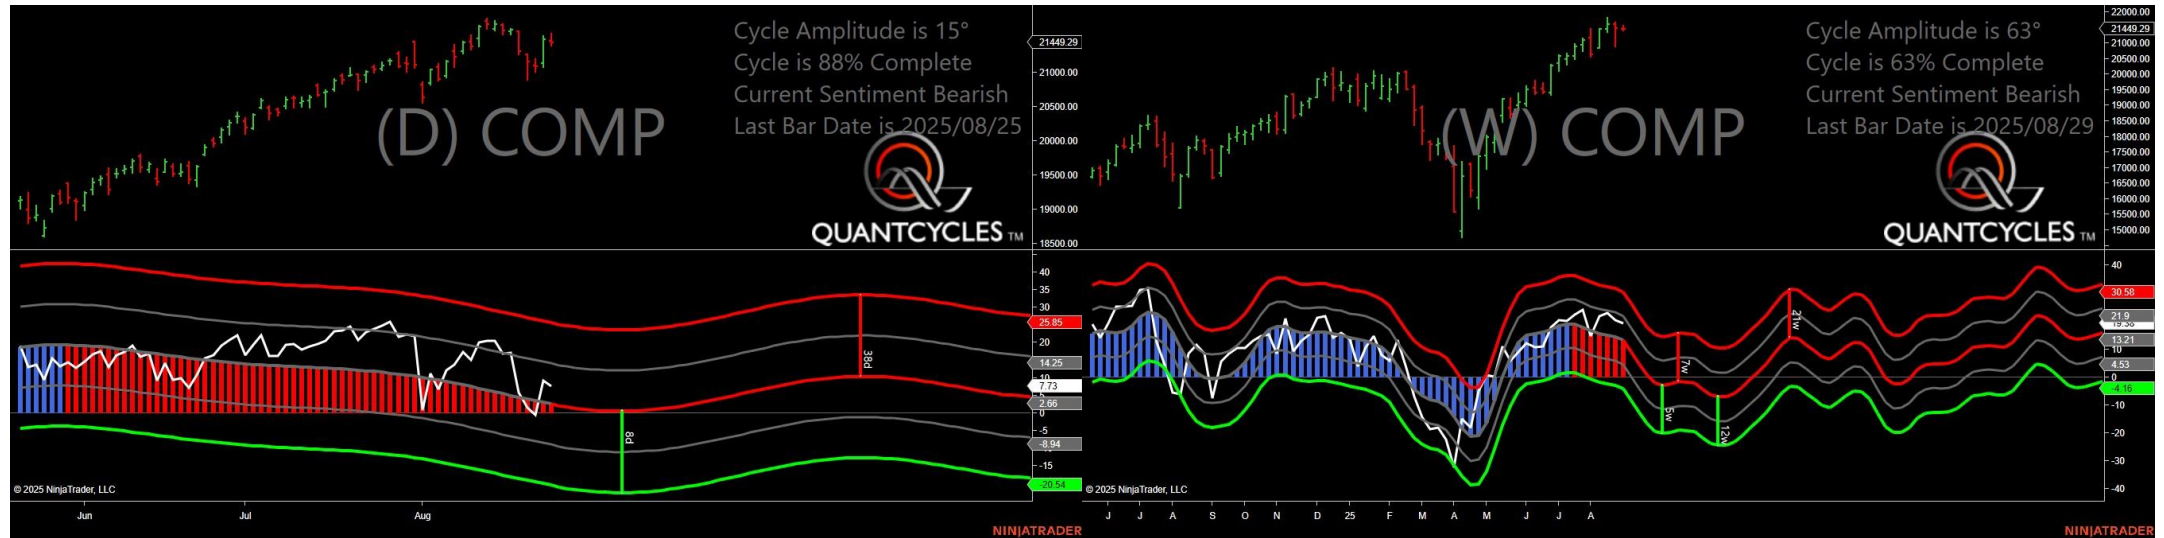 Cycle Amplitude is 15°
Cycle is 88% Complete
Current Sentiment Bearish
Last Bar Date is 2025/08/25
(D) COMP
QUANTCYCLES TM
21449.29
21000.00
20500.00
20000.00
19500.00
19000.00
18500.00
40
35
30
25.85
20
14.25
10
7.73
2.66
0
-5
-8.94
-15
-20.54
38d
8d
© 2025 NinjaTrader, LLC
Jun Jul Aug
NINJATRADER
Cycle Amplitude is 63°
Cycle is 63% Complete
Current Sentiment Bearish
Last Bar Date is 2025/08/29
(W) COMP
QUANTCYCLES TM
22000.00
21449.29
21000.00
20500.00
20000.00
19500.00
19000.00
18500.00
18000.00
17500.00
17000.00
16500.00
16000.00
15500.00
15000.00
40
30.58
21.9
13.21
10
4.53
0
-4.16
-10
-20
-30
-40
21w
7w
5w
12w
© 2025 NinjaTrader, LLC
J J A S O N D 25 F M A M J J A
NINJATRADER